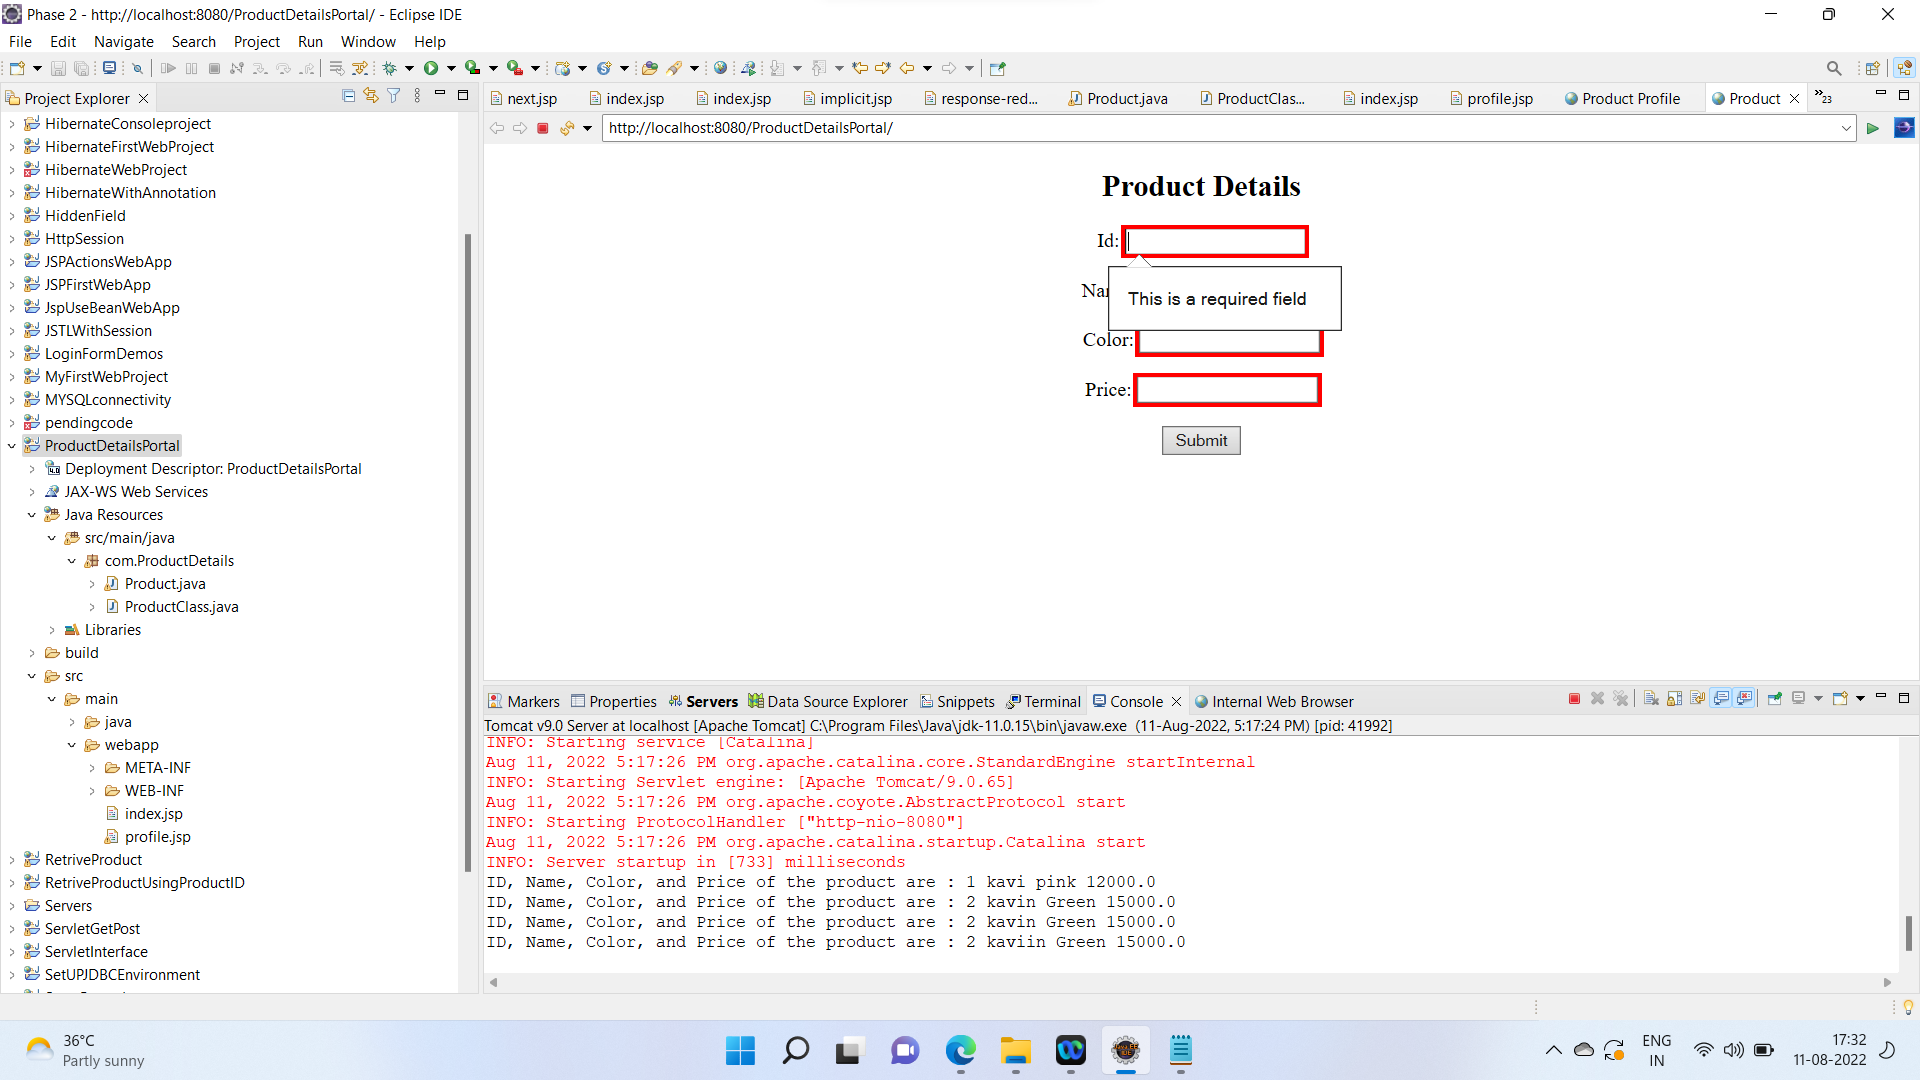 Phase 2 - http://localhost:8080/ProductDetailsPortal/ - Eclipse IDE
File Edit Navigate Search Project Run Window Help
Project Explorer
HibernateConsoleproject
HibernateFirstWebProject
HibernateWebProject
HibernateWithAnnotation
HiddenField
HttpSession
JSPActionsWebApp
JSPFirstWebApp
JspUseBeanWebApp
JSTLWithSession
LoginFormDemos
MyFirstWebProject
MYSQLconnectivity
pendingcode
ProductDetailsPortal
Deployment Descriptor: ProductDetailsPortal
JAX-WS Web Services
Java Resources
src/main/java
com.ProductDetails
Product.java
ProductClass.java
Libraries
build
src
main
java
webapp
META-INF
WEB-INF
index.jsp
profile.jsp
RetriveProduct
RetriveProductUsingProductID
Servers
ServletGetPost
ServletInterface
SetUPJDBCEnvironment
next.jsp index.jsp index.jsp implicit.jsp response-red... Product.java ProductClas... index.jsp profile.jsp Product Profile Product »23
http://localhost:8080/ProductDetailsPortal/
Product Details
Id:
This is a required field
Nar
Color:
Price:
Submit
Markers Properties Servers Data Source Explorer Snippets Terminal Console Internal Web Browser
Tomcat v9.0 Server at localhost [Apache Tomcat] C:\Program Files\Java\jdk-11.0.15\bin\javaw.exe (11-Aug-2022, 5:17:24 PM) [pid: 41992]
INFO: Starting service [Catalina]
Aug 11, 2022 5:17:26 PM org.apache.catalina.core.StandardEngine startInternal
INFO: Starting Servlet engine: [Apache Tomcat/9.0.65]
Aug 11, 2022 5:17:26 PM org.apache.coyote.AbstractProtocol start
INFO: Starting ProtocolHandler ["http-nio-8080"]
Aug 11, 2022 5:17:26 PM org.apache.catalina.startup.Catalina start
INFO: Server startup in [733] milliseconds
ID, Name, Color, and Price of the product are : 1 kavi pink 12000.0
ID, Name, Color, and Price of the product are : 2 kavin Green 15000.0
ID, Name, Color, and Price of the product are : 2 kavin Green 15000.0
ID, Name, Color, and Price of the product are : 2 kaviin Green 15000.0
36°C
Partly sunny
ENG
IN
17:32
11-08-2022